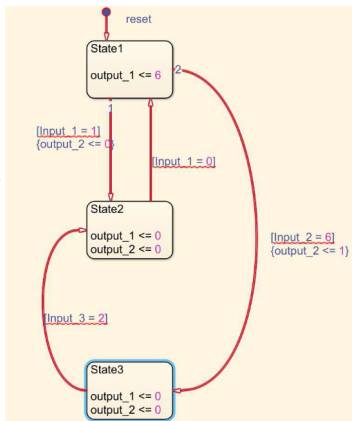 reset
State1
output_1 <= 6
2
1
[Input_1 = 1]
{output_2 <= 0}
[Input_1 = 0]
State2
output_1 <= 0
output_2 <= 0
[Input_2 = 6]
{output_2 <= 1}
[Input_3 = 2]
State3
output_1 <= 0
output_2 <= 0